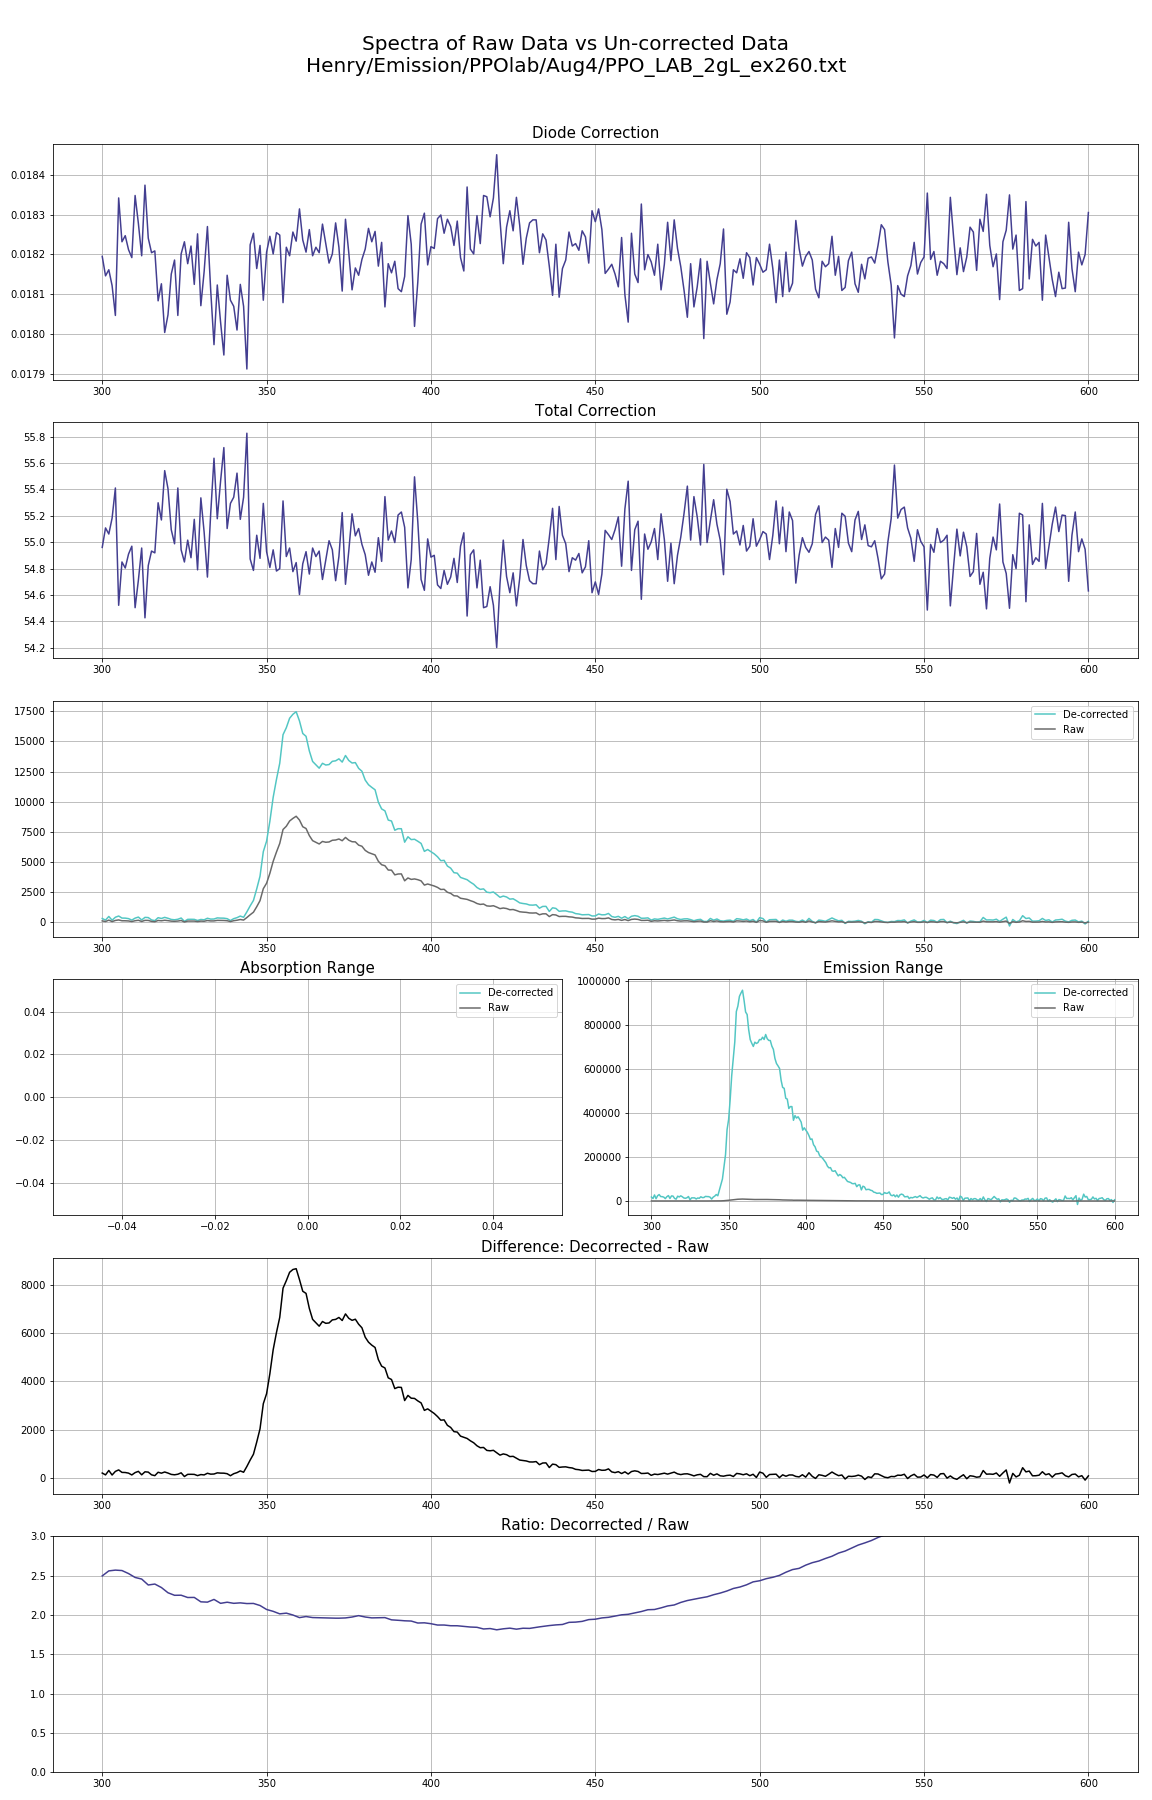 Spectra of Raw Data vs Un-corrected Data
Henry/Emission/PPOlab/Aug4/PPO_LAB_2gL_ex260.txt
Diode Correction
0.0184
0.0183
0.0182
0.0181
0.0180
0.0179
300 350 400 450 500 550 600
Total Correction
55.8
55.6
55.4
55.2
55.0
54.8
54.6
54.4
54.2
300 350 400 450 500 550 600
17500
15000
12500
10000
7500
5000
2500
0
De-corrected
Raw
300 350 400 450 500 550 600
Absorption Range
0.04
0.02
0.00
−0.02
−0.04
De-corrected
Raw
−0.04 −0.02 0.00 0.02 0.04
Emission Range
1000000
800000
600000
400000
200000
0
De-corrected
Raw
300 350 400 450 500 550 600
Difference: Decorrected - Raw
8000
6000
4000
2000
0
300 350 400 450 500 550 600
Ratio: Decorrected / Raw
3.0
2.5
2.0
1.5
1.0
0.5
0.0
300 350 400 450 500 550 600